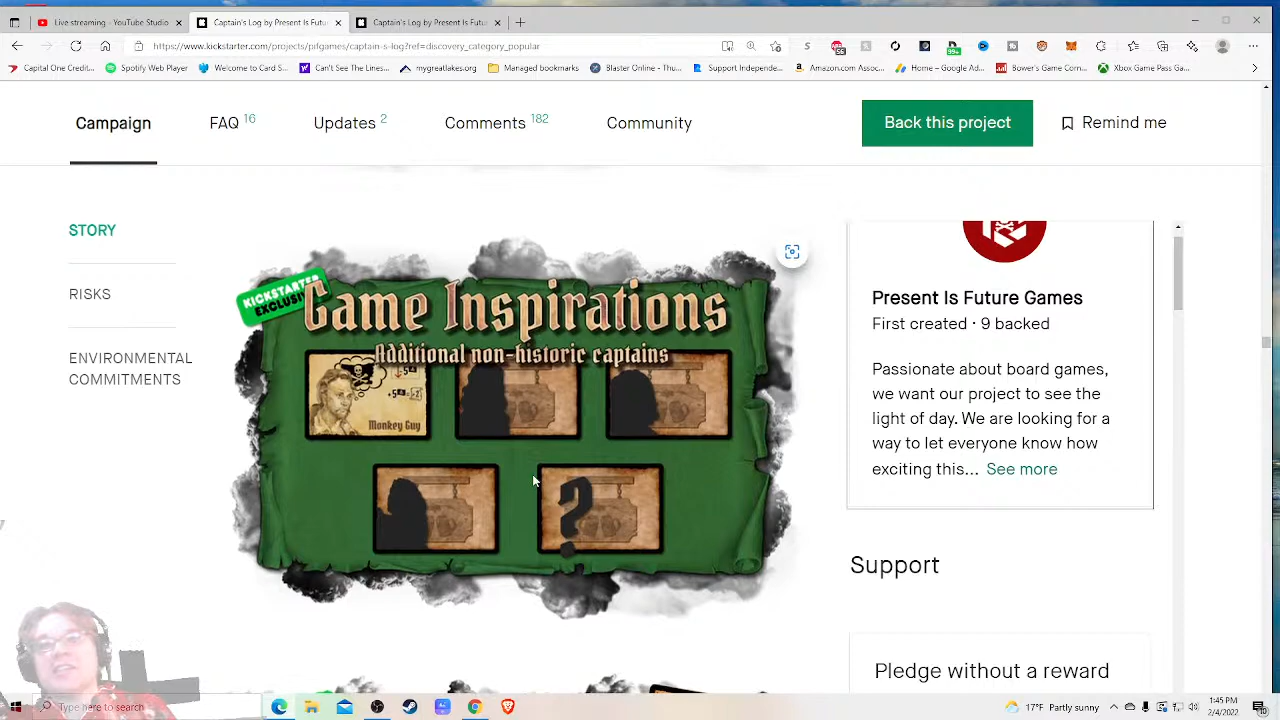 Live streaming - YouTube Studio
Captain's Log by Present Is Futu
Captain's Log by Present Is Futu
https://www.kickstarter.com/projects/pifgames/captain-s-log?ref=discovery_category_popular
99+
Capital One Credit...
Spotify Web Player
Welcome to Card S...
Can't See The Lines...
mygreatlakes.org
Managed bookmarks
Blaster Online - Thu...
Support Independe...
Amazon.com Assoc...
Home - Google Ad...
Bower's Game Corn...
Xbox Game Pass Ga...
Campaign
FAQ 16
Updates 2
Comments 182
Community
Back this project
Remind me
STORY
RISKS
ENVIRONMENTAL
COMMITMENTS
KICKSTARTER
EXCLUSIVE
Game Inspirations
Additional non-historic captains
Monkey Guy
?
Present Is Future Games
First created · 9 backed
Passionate about board games,
we want our project to see the
light of day. We are looking for a
way to let everyone know how
exciting this... See more
Support
Pledge without a reward
Type here to search
17°F Partly sunny
1:45 PM
2/4/2022